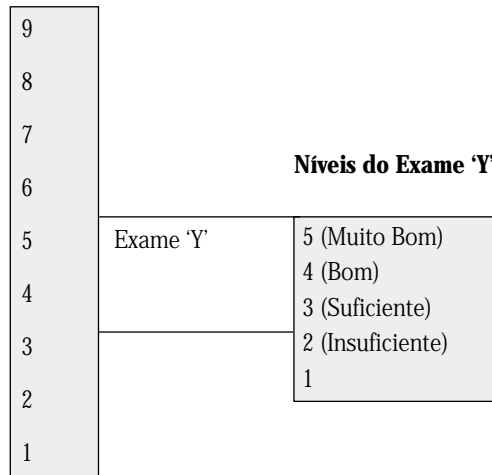 9
8
7
6
5
4
3
2
1
Exame ‘Y’
Níveis do Exame ‘Y’
5 (Muito Bom)
4 (Bom)
3 (Suficiente)
2 (Insuficiente)
1